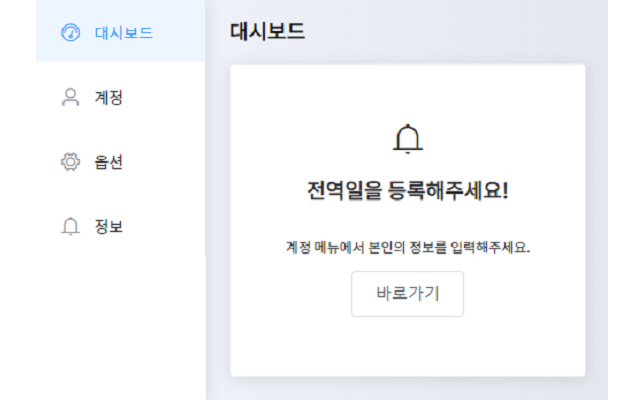 대시보드
계정
옵션
정보
대시보드
전역일을 등록해주세요!
계정 메뉴에서 본인의 정보를 입력해주세요.
바로가기